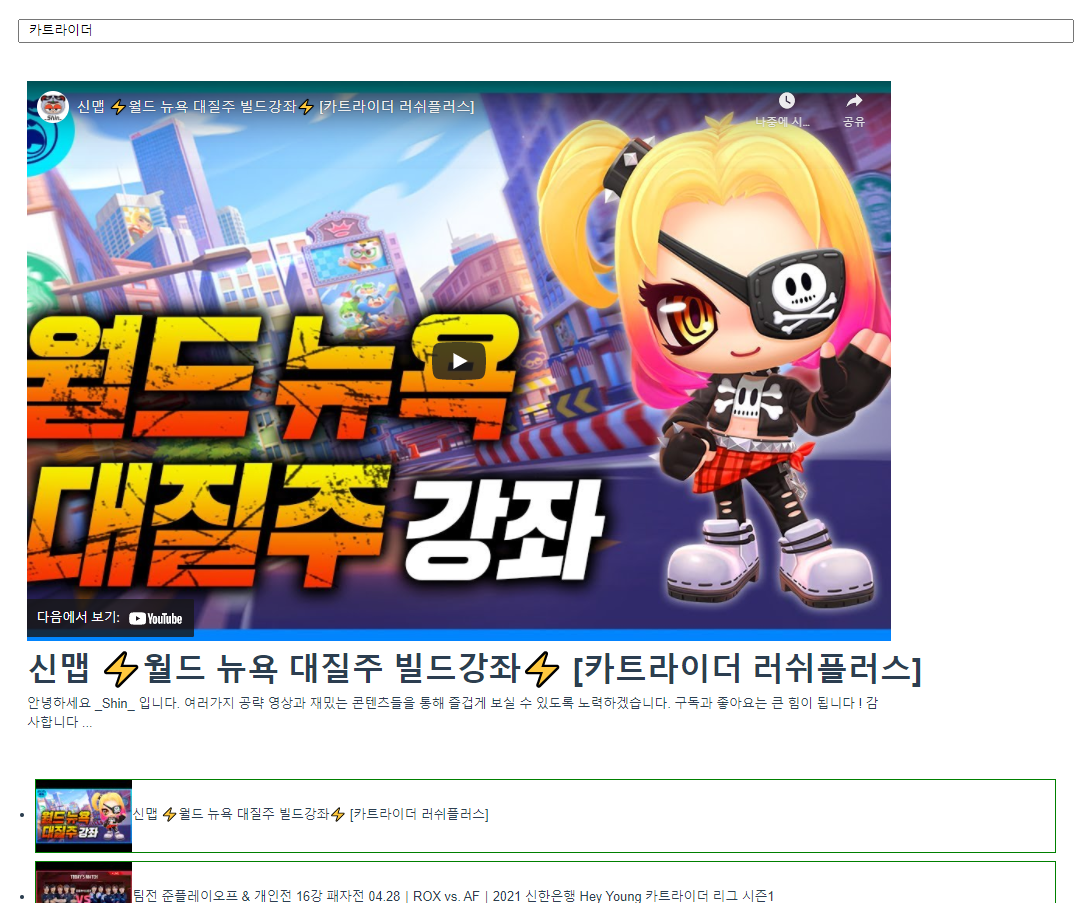 카트라이더
신맵 ⚡월드 뉴욕 대질주 빌드강좌⚡ [카트라이더 러쉬플러스]
나중에 시...
공유
월드 뉴욕
대질주 강좌
다음에서 보기: YouTube
신맵 ⚡월드 뉴욕 대질주 빌드강좌⚡ [카트라이더 러쉬플러스]
안녕하세요 _Shin_ 입니다. 여러가지 공략 영상과 재밌는 콘텐츠들을 통해 즐겁게 보실 수 있도록 노력하겠습니다. 구독과 좋아요는 큰 힘이 됩니다 ! 감
사합니다 ...
월드 뉴욕
대질주 강좌
신맵 ⚡월드 뉴욕 대질주 빌드강좌⚡ [카트라이더 러쉬플러스]
TODAY'S MATCH
VS
팀전 준플레이오프 & 개인전 16강 패자전 04.28｜ROX vs. AF｜2021 신한은행 Hey Young 카트라이더 리그 시즌1